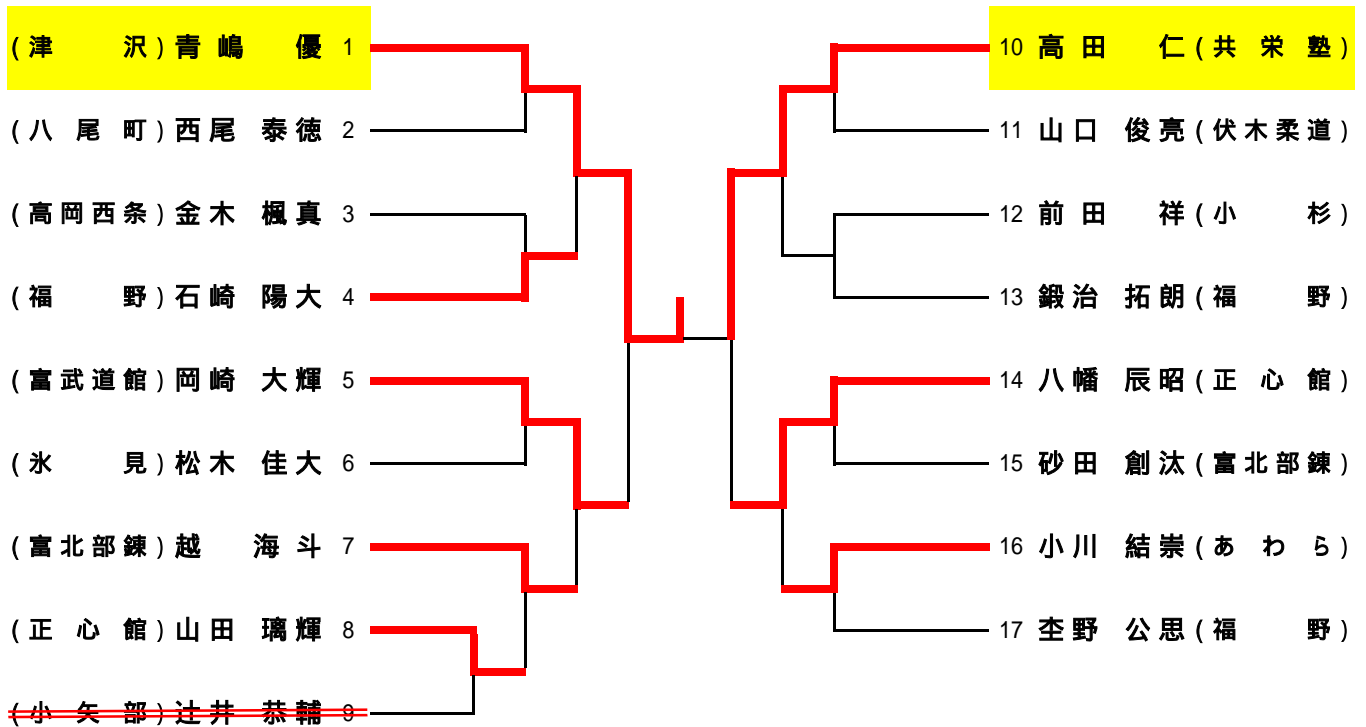 (津沢)青嶋 優 1
(八尾町)西尾 泰徳 2
(高岡西条)金木 楓真 3
(福野)石崎 陽大 4
(富武道館)岡崎 大輝 5
(氷見)松木 佳大 6
(富北部錬)越 海斗 7
(正心館)山田 璃輝 8
(小矢部)辻井 恭輔 9
10 高田 仁(共栄塾)
11 山口 俊亮(伏木柔道)
12 前田 祥(小杉)
13 鍛治 拓朗(福野)
14 八幡 辰昭(正心館)
15 砂田 創汰(富北部錬)
16 小川 結崇(あわら)
17 杢野 公思(福野)